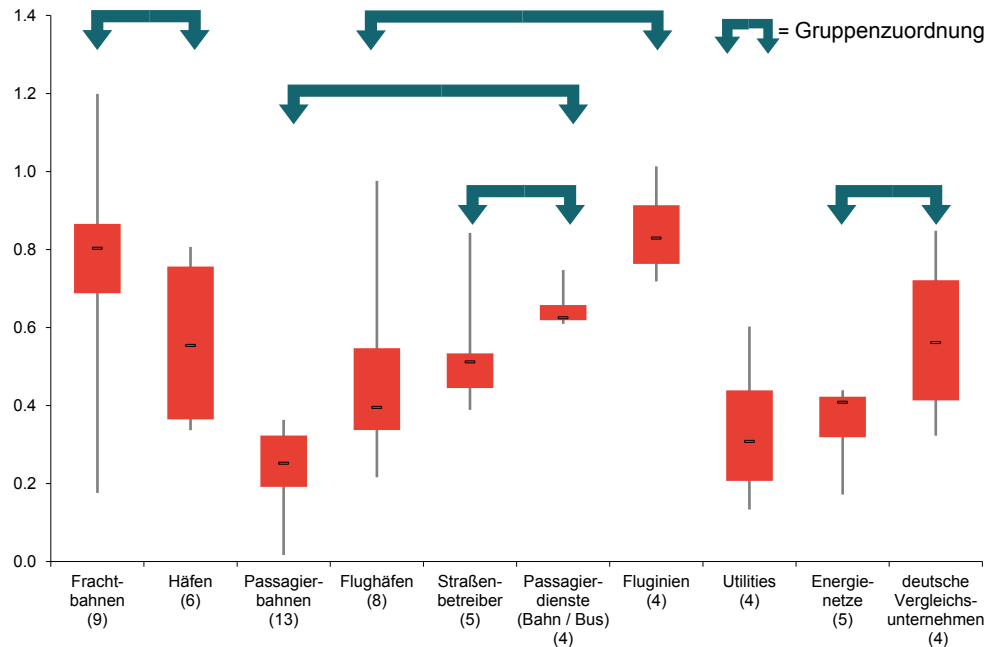 1.4
= Gruppenzuordnung
1.2
1.0
0.8
0.6
0.4
0.2
0.0
Fracht-
bahnen
(9)
Häfen
(6)
Passagier-
bahnen
(13)
Flughäfen
(8)
Straßen-
betreiber
(5)
Passagier-
dienste
(Bahn / Bus)
(4)
Fluginien
(4)
Utilities
(4)
Energie-
netze
(5)
deutsche
Vergleichs-
unternehmen
(4)